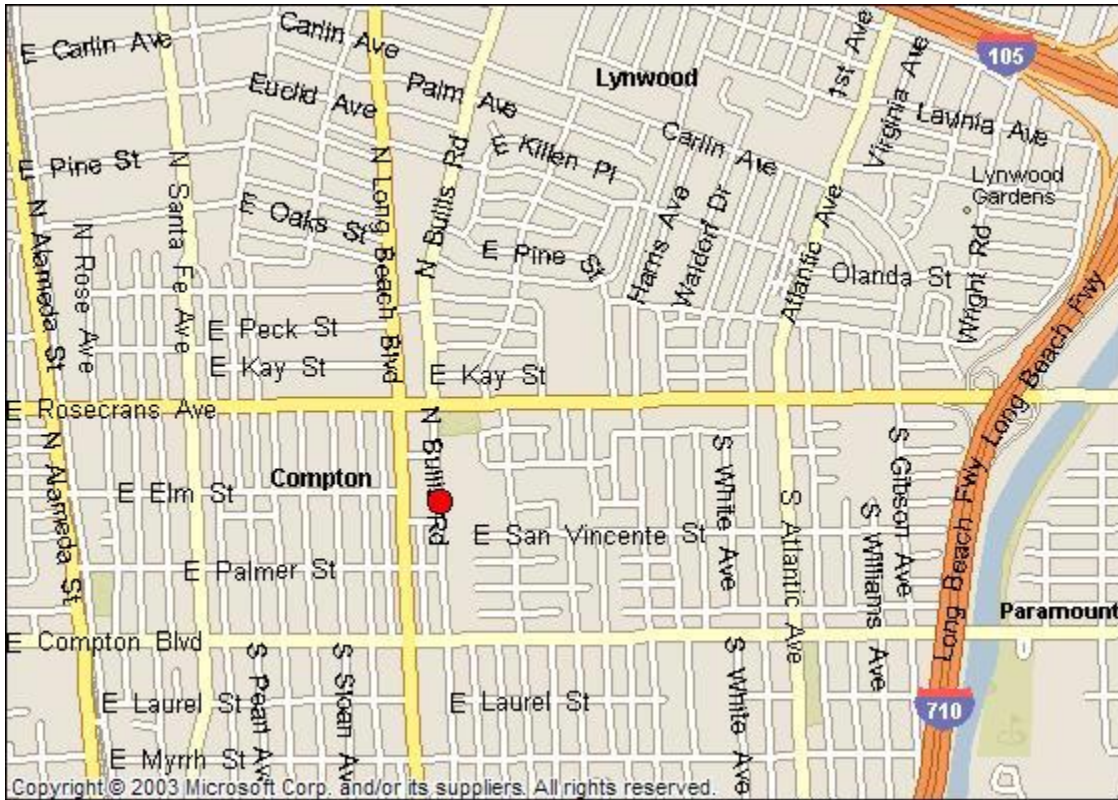 E Carlin Ave
Carlin Ave
Lynwood
1st Ave
Virginia Ave
105
Euclid Ave
Palm Ave
Lavinia Ave
E Pine St
E Killen Pl
Carlin Ave
N Santa Fe Ave
N Long Beach Blvd
N Bullis Rd
Lynwood
Gardens
N Alameda St
N Rose Ave
E Oaks St
E Pine St
Harris Ave
Waldorf Dr
Atlantic Ave
Olanda St
Wright Rd
Long Beach Fwy
E Peck St
E Kay St
E Kay St
E Rosecrans Ave
N Alameda St
N Bullis Rd
Compton
E Elm St
S White Ave
S Atlantic Ave
S Gibson Ave
S Williams Ave
Long Beach Fwy
E San Vincente St
E Palmer St
Paramount
E Compton Blvd
S Pearl Ave
S Sloan Ave
S White Ave
E Laurel St
E Laurel St
710
E Myrrh St
Copyright © 2003 Microsoft Corp. and/or its suppliers. All rights reserved.